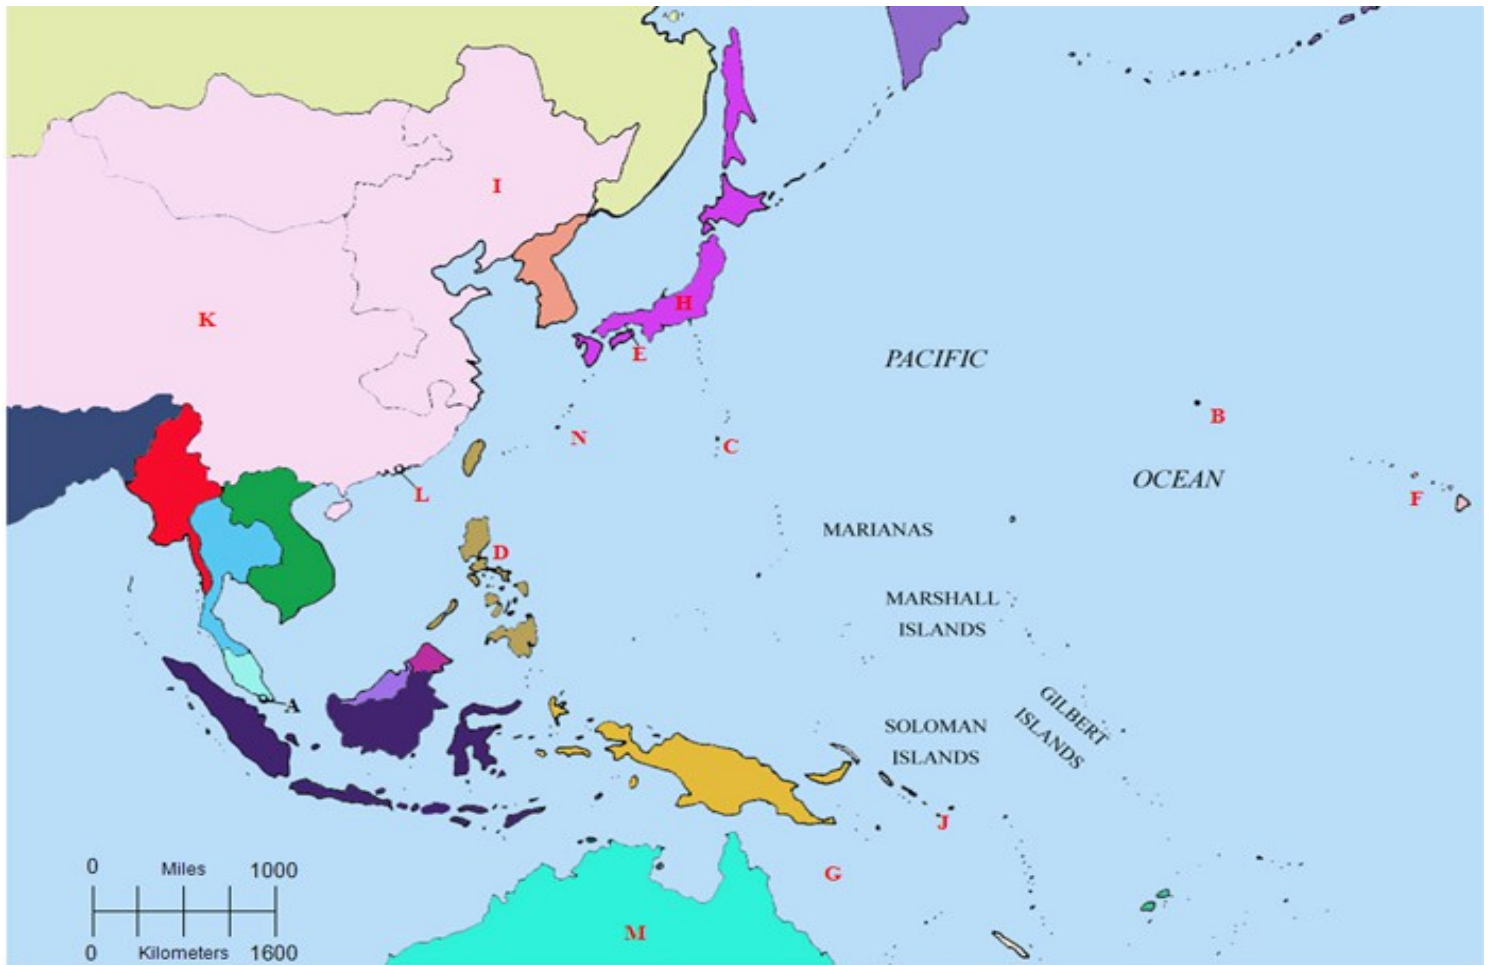 I
K
H
E
PACIFIC
B
N
C
OCEAN
L
F
MARIANAS
D
MARSHALL
ISLANDS
A
GILBERT
ISLANDS
SOLOMAN
ISLANDS
J
G
M
0 Miles 1000
0 Kilometers 1600